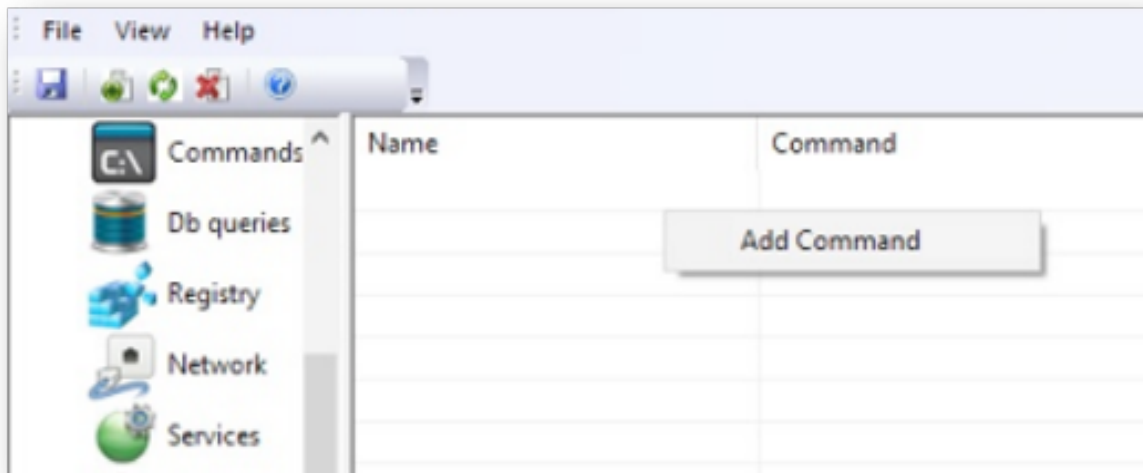 File View Help
Commands
Db queries
Registry
Network
Services
Name Command
Add Command